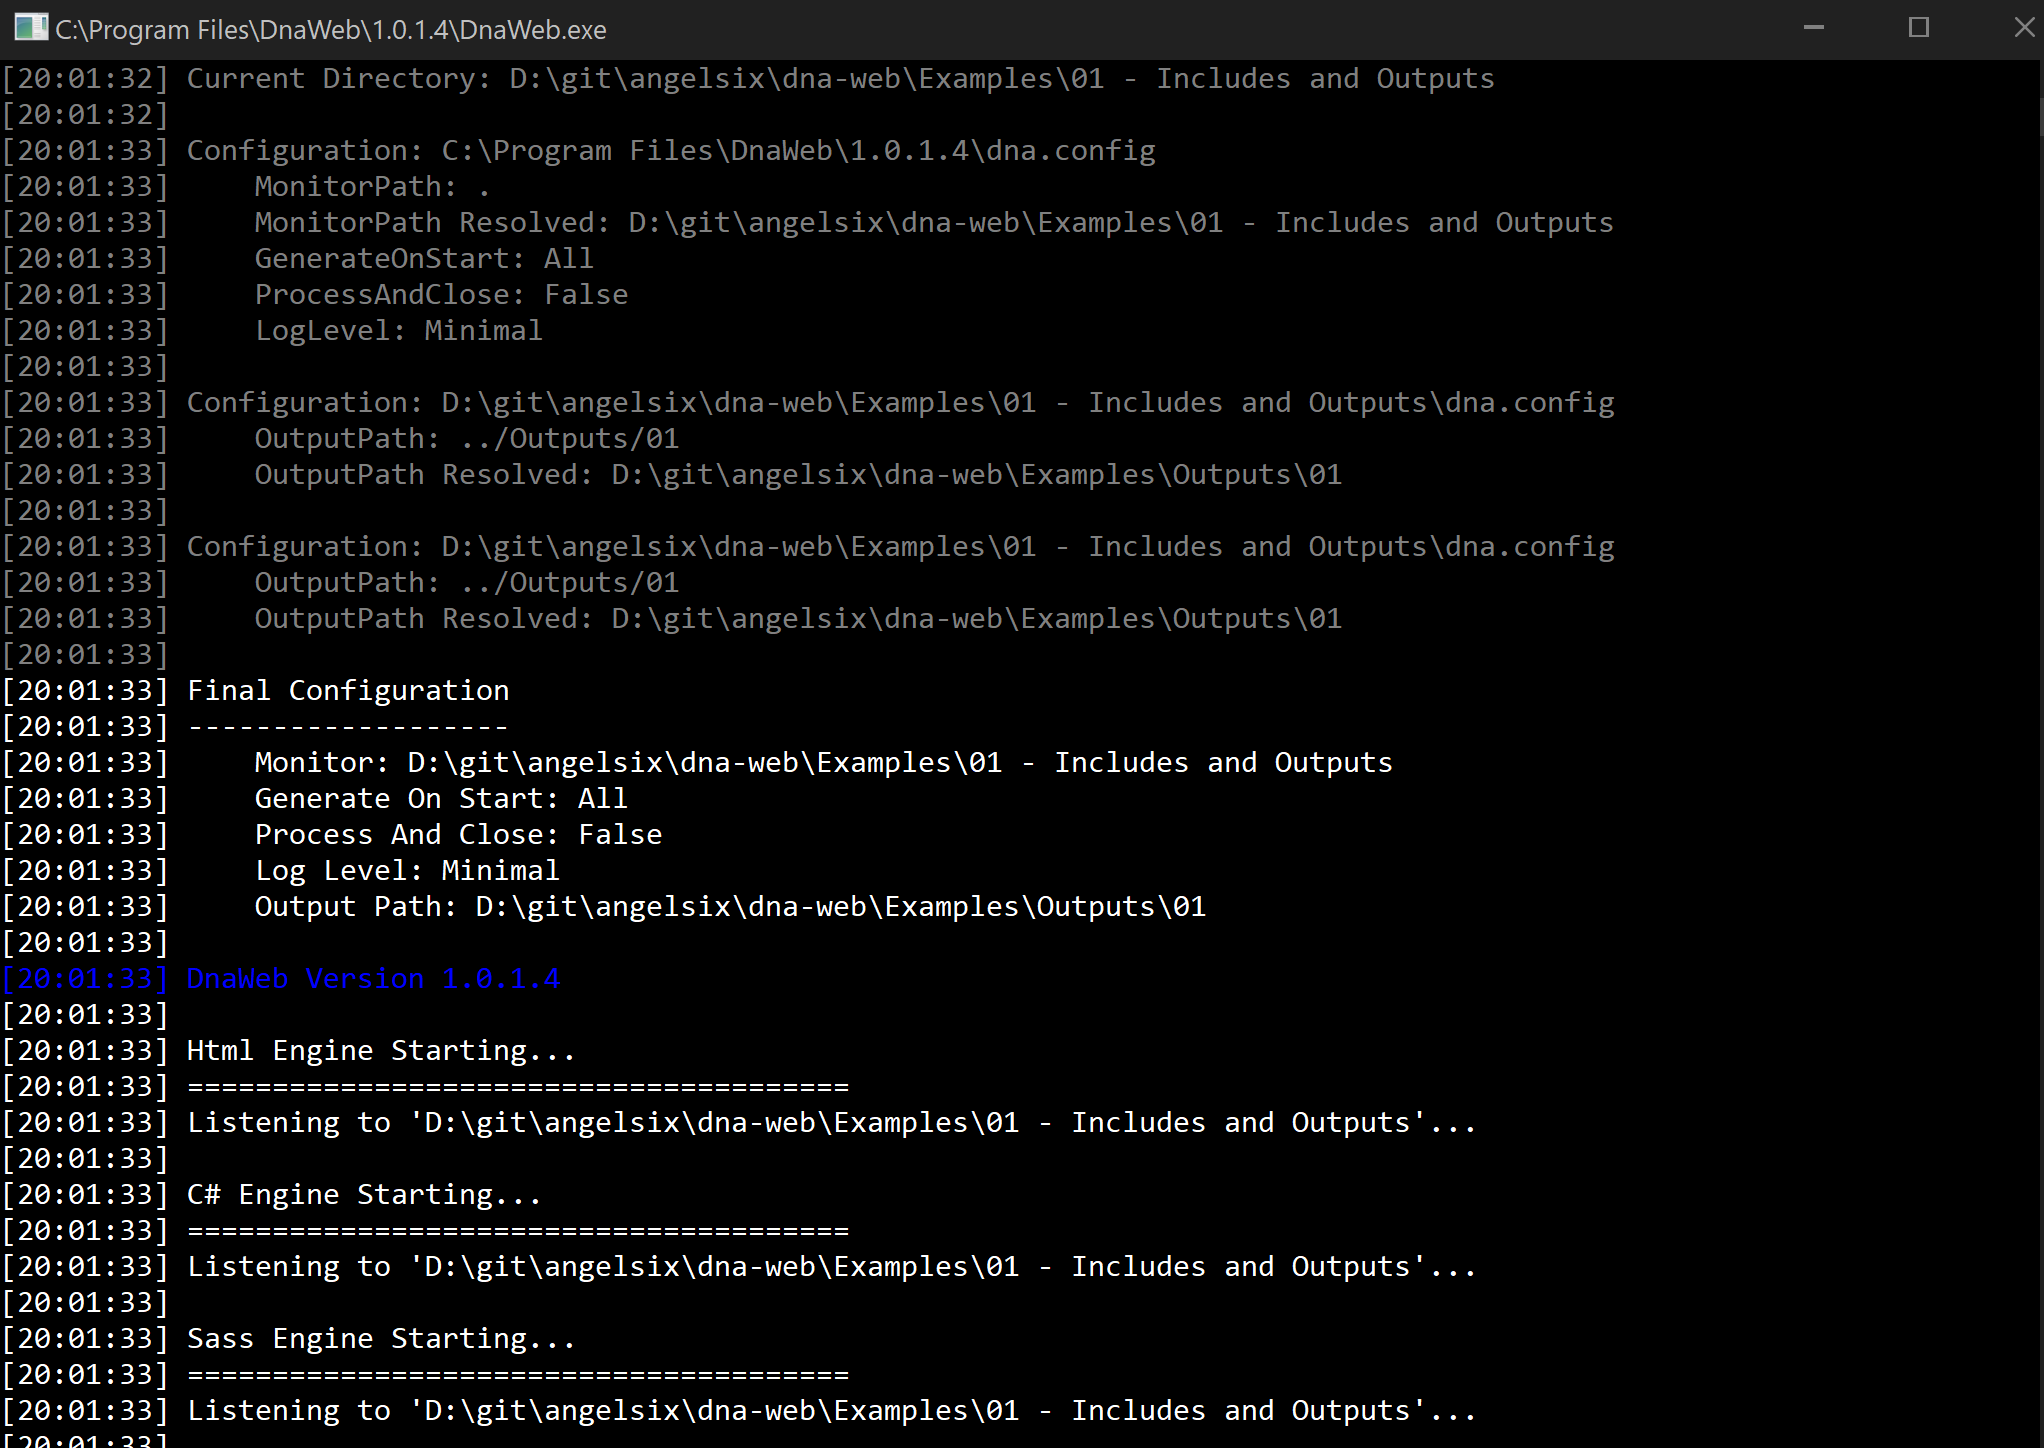 C:\Program Files\DnaWeb\1.0.1.4\DnaWeb.exe
[20:01:32] Current Directory: D:\git\angelsix\dna-web\Examples\01 - Includes and Outputs
[20:01:32]
[20:01:33] Configuration: C:\Program Files\DnaWeb\1.0.1.4\dna.config
[20:01:33]     MonitorPath: .
[20:01:33]     MonitorPath Resolved: D:\git\angelsix\dna-web\Examples\01 - Includes and Outputs
[20:01:33]     GenerateOnStart: All
[20:01:33]     ProcessAndClose: False
[20:01:33]     LogLevel: Minimal
[20:01:33]
[20:01:33] Configuration: D:\git\angelsix\dna-web\Examples\01 - Includes and Outputs\dna.config
[20:01:33]     OutputPath: ../Outputs/01
[20:01:33]     OutputPath Resolved: D:\git\angelsix\dna-web\Examples\Outputs\01
[20:01:33]
[20:01:33] Configuration: D:\git\angelsix\dna-web\Examples\01 - Includes and Outputs\dna.config
[20:01:33]     OutputPath: ../Outputs/01
[20:01:33]     OutputPath Resolved: D:\git\angelsix\dna-web\Examples\Outputs\01
[20:01:33]
[20:01:33] Final Configuration
[20:01:33] -------------------
[20:01:33]     Monitor: D:\git\angelsix\dna-web\Examples\01 - Includes and Outputs
[20:01:33]     Generate On Start: All
[20:01:33]     Process And Close: False
[20:01:33]     Log Level: Minimal
[20:01:33]     Output Path: D:\git\angelsix\dna-web\Examples\Outputs\01
[20:01:33]
[20:01:33] DnaWeb Version 1.0.1.4
[20:01:33]
[20:01:33] Html Engine Starting...
[20:01:33] =======================================
[20:01:33] Listening to 'D:\git\angelsix\dna-web\Examples\01 - Includes and Outputs'...
[20:01:33]
[20:01:33] C# Engine Starting...
[20:01:33] =======================================
[20:01:33] Listening to 'D:\git\angelsix\dna-web\Examples\01 - Includes and Outputs'...
[20:01:33]
[20:01:33] Sass Engine Starting...
[20:01:33] =======================================
[20:01:33] Listening to 'D:\git\angelsix\dna-web\Examples\01 - Includes and Outputs'...
[20:01:33]